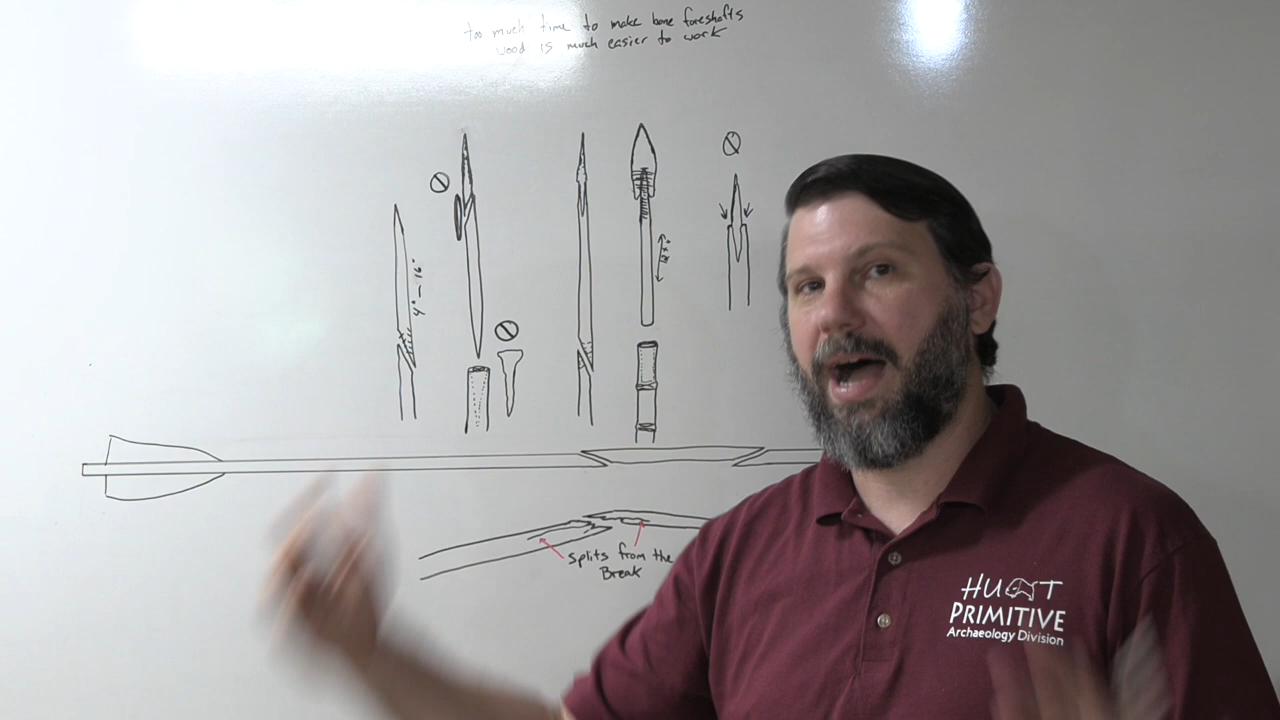 too much time to make bone foreshafts
wood is much easier to work
4" — 16"
splits from the
Break
HUNT
PRIMITIVE
Archaeology Division